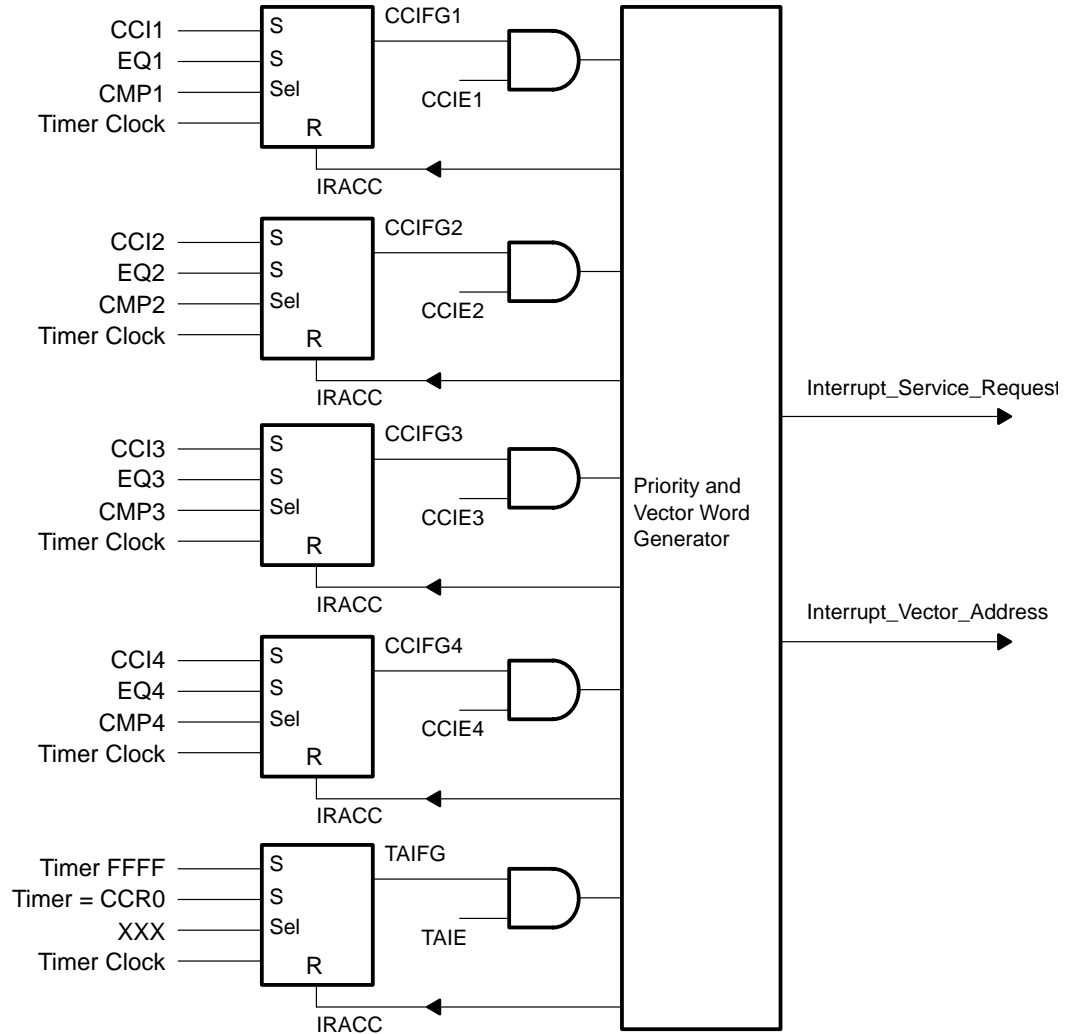 CCIFG1
CCI1
S
EQ1
S
CMP1
Sel
CCIE1
Timer Clock
R
IRACC
CCIFG2
CCI2
S
EQ2
S
CMP2
Sel
CCIE2
Timer Clock
R
IRACC
Interrupt_Service_Request
CCIFG3
CCI3
S
EQ3
S
CMP3
Sel
CCIE3
Timer Clock
R
Priority and
Vector Word
Generator
IRACC
Interrupt_Vector_Address
CCIFG4
CCI4
S
EQ4
S
CMP4
Sel
CCIE4
Timer Clock
R
IRACC
TAIFG
Timer FFFF
S
Timer = CCR0
S
XXX
Sel
TAIE
Timer Clock
R
IRACC